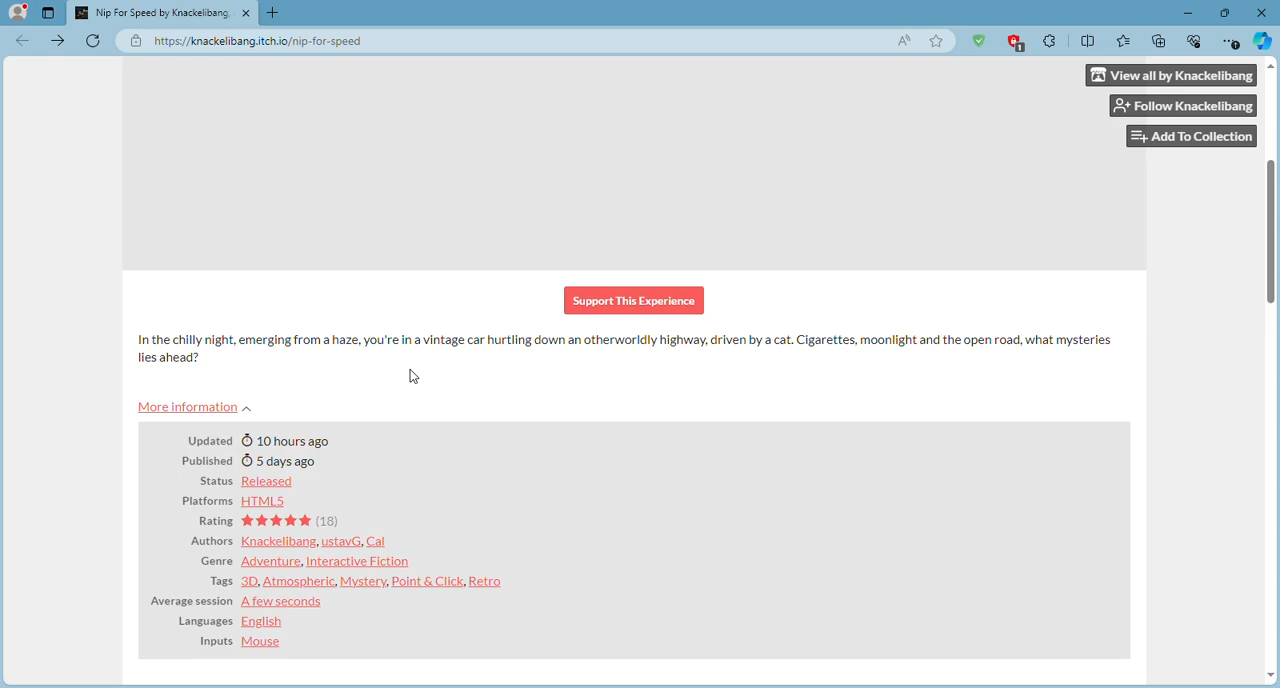 Nip For Speed by Knackelibang,
https://knackelibang.itch.io/nip-for-speed
1
View all by Knackelibang
Follow Knackelibang
Add To Collection
Support This Experience
In the chilly night, emerging from a haze, you're in a vintage car hurtling down an otherworldly highway, driven by a cat. Cigarettes, moonlight and the open road, what mysteries
lies ahead?
More information
Updated 10 hours ago
Published 5 days ago
Status Released
Platforms HTML5
Rating ★★★★★ (18)
Authors Knackelibang, ustavG, Cal
Genre Adventure, Interactive Fiction
Tags 3D, Atmospheric, Mystery, Point & Click, Retro
Average session A few seconds
Languages English
Inputs Mouse